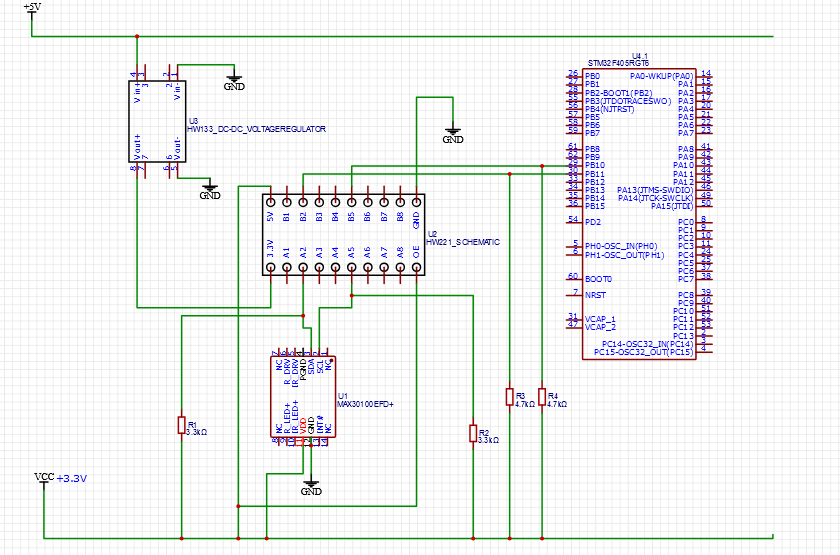 +5V
U4.1
STM32F405RGT6
26 PB0 PA0-WKUP(PA0) 14
27 PB1 PA1 15
28 PB2-BOOT1(PB2) PA2 16
55 PB3(JTDOTRACESWO) PA3 17
56 PB4(NJTRST) PA4 20
57 PB5 PA5 21
58 PB6 PA6 22
59 PB7 PA7 23
61 PB8 PA8 41
62 PB9 PA9 42
29 PB10 PA10 43
30 PB11 PA11 44
33 PB12 PA12 45
34 PB13 PA13(JTMS-SWDIO) 46
35 PB14 PA14(JTCK-SWCLK) 49
36 PB15 PA15(JTDI) 50
54 PD2 PC0 8
PC1 9
PC2 10
5 PH0-OSC_IN(PH0) PC3 11
6 PH1-OSC_OUT(PH1) PC4 24
PC5 25
PC6 37
60 BOOT0 PC7 38
7 NRST PC8 39
PC9 40
PC10 51
31 VCAP_1 PC11 52
47 VCAP_2 PC12 53
PC13 2
PC14-OSC32_IN(PC14) 3
PC15-OSC32_OUT(PC15) 4
4 3 2 1
Vin+ 3 2 Vin-
GND
U3
HW133_DC-DC_VOLTAGEREGULATOR
Vout+ 7 6 Vout-
8 7 6 5
GND
GND
5V B1 B2 B3 B4 B5 B6 B7 B8 GND
U2
HW221_SCHEMATIC
3.3V A1 A2 A3 A4 A5 A6 A7 A8 OE
NC R_DRV IR_DRV PGND SDA SCL NC
U1
MAX30100EFD+
NC R_LED+ IR_LED+ VDD GND INT# NC
GND
R1
3.3kΩ
R2
3.3kΩ
R3
4.7kΩ
R4
4.7kΩ
VCC +3.3V